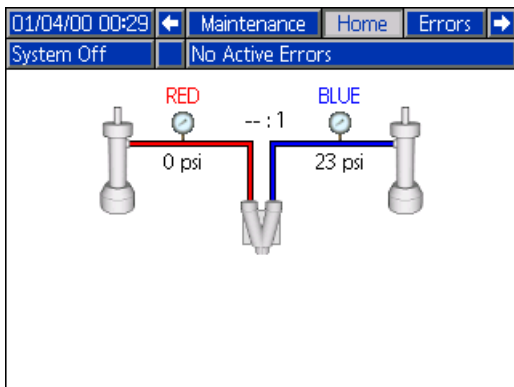 01/04/00 00:29 Maintenance Home Errors
System Off No Active Errors
RED BLUE
-- : 1
0 psi 23 psi